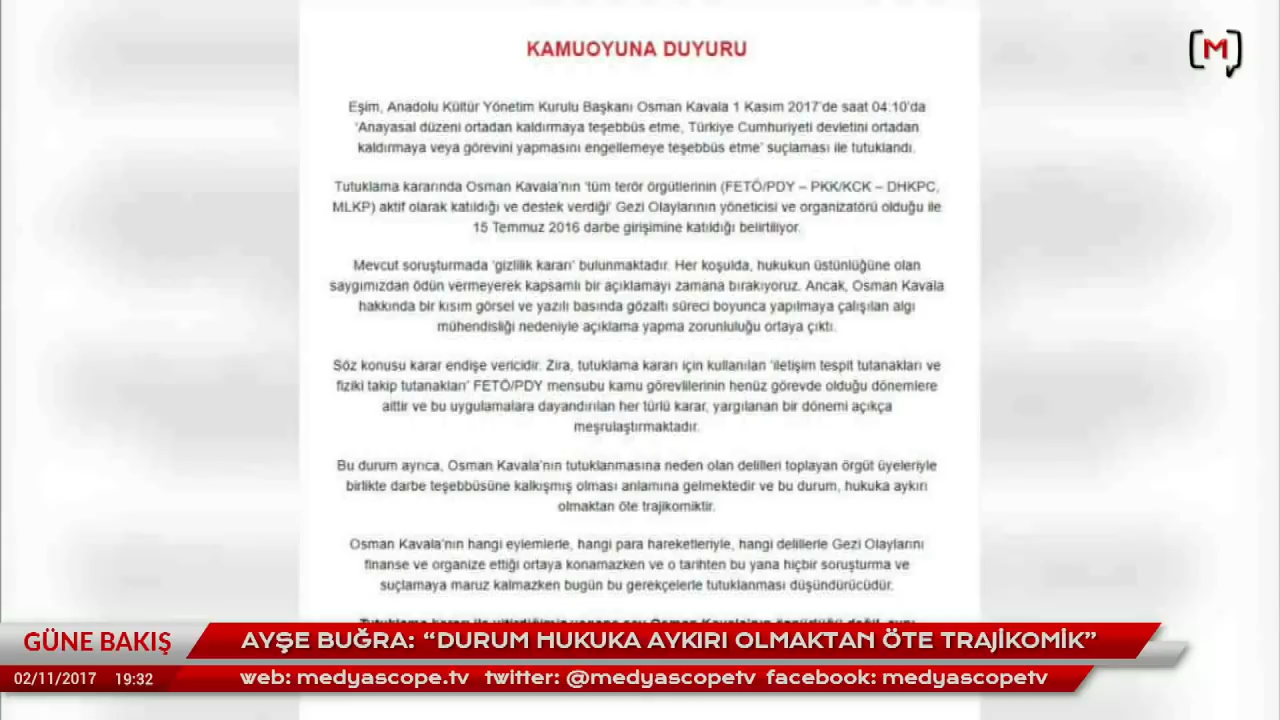 KAMUOYUNA DUYURU
M
Eşim, Anadolu Kültür Yönetim Kurulu Başkanı Osman Kavala 1 Kasım 2017'de saat 04:10'da
'Anayasal düzeni ortadan kaldırmaya teşebbüs etme, Türkiye Cumhuriyeti devletini ortadan
kaldırmaya veya görevini yapmasını engellemeye teşebbüs etme' suçlaması ile tutuklandı.
Tutuklama kararında Osman Kavala'nın 'tüm terör örgütlerinin (FETÖ/PDY – PKK/KCK – DHKPC,
MLKP) aktif olarak katıldığı ve destek verdiği' Gezi Olaylarının yöneticisi ve organizatörü olduğu ile
15 Temmuz 2016 darbe girişimine katıldığı belirtiliyor.
Mevcut soruşturmada 'gizlilik kararı' bulunmaktadır. Her koşulda, hukukun üstünlüğüne olan
saygımızdan ödün vermeyerek kapsamlı bir açıklamayı zamana bırakıyoruz. Ancak, Osman Kavala
hakkında bir kısım görsel ve yazılı basında gözaltı süreci boyunca yapılmaya çalışılan algı
mühendisliği nedeniyle açıklama yapma zorunluluğu ortaya çıktı.
Söz konusu karar endişe vericidir. Zira, tutuklama kararı için kullanılan 'iletişim tespit tutanakları ve
fiziki takip tutanakları' FETÖ/PDY mensubu kamu görevlilerinin henüz görevde olduğu dönemlere
aittir ve bu uygulamalara dayandırılan her türlü karar, yargılanan bir dönemi açıkça
meşrulaştırmaktadır.
Bu durum ayrıca, Osman Kavala'nın tutuklanmasına neden olan delilleri toplayan örgüt üyeleriyle
birlikte darbe teşebbüsüne kalkışmış olması anlamına gelmektedir ve bu durum, hukuka aykırı
olmaktan öte trajikomiktir.
Osman Kavala'nın hangi eylemlerle, hangi para hareketleriyle, hangi delillerle Gezi Olaylarını
finanse ve organize ettiği ortaya konamazken ve o tarihten bu yana hiçbir soruşturma ve
suçlamaya maruz kalmazken bugün bu gerekçelerle tutuklanması düşündürücüdür.
GÜNE BAKIŞ
AYŞE BUĞRA: “DURUM HUKUKA AYKIRI OLMAKTAN ÖTE TRAJİKOMİK”
02/11/2017 19:32
web: medyascope.tv twitter: @medyascopetv facebook: medyascopetv